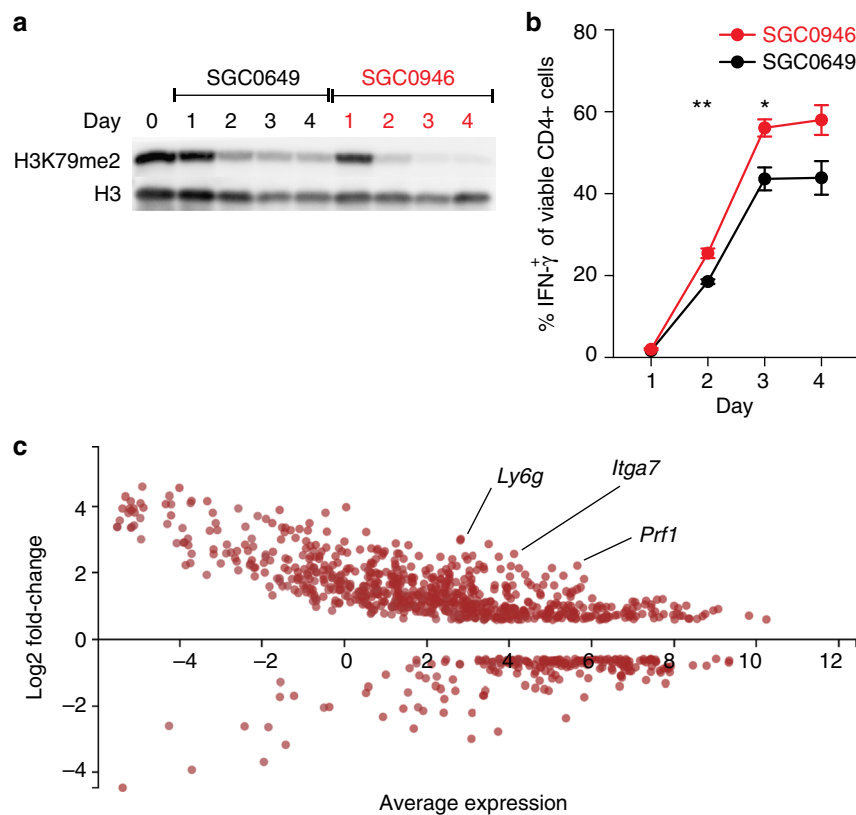 a
SGC0649 SGC0946
Day 0 1 2 3 4 1 2 3 4
H3K79me2
H3
b
SGC0946
SGC0649
% IFN-γ+ of viable CD4+ cells
80
60
40
20
0
** *
1 2 3 4
Day
c
Log2 fold-change
4
2
0
−2
−4
Ly6g
Itga7
Prf1
−4 −2 0 2 4 6 8 10 12
Average expression